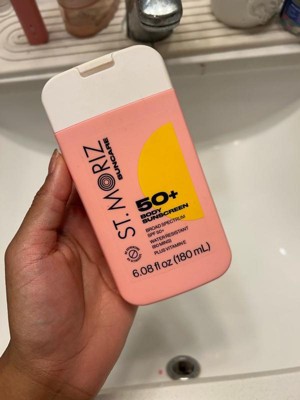 ST. MORIZ
SUNCARE
50+
BODY
SUNSCREEN
BROAD SPECTRUM
SPF 50+
WATER RESISTANT
(80 MINS)
PLUS VITAMIN E
6.08 fl oz (180 mL)